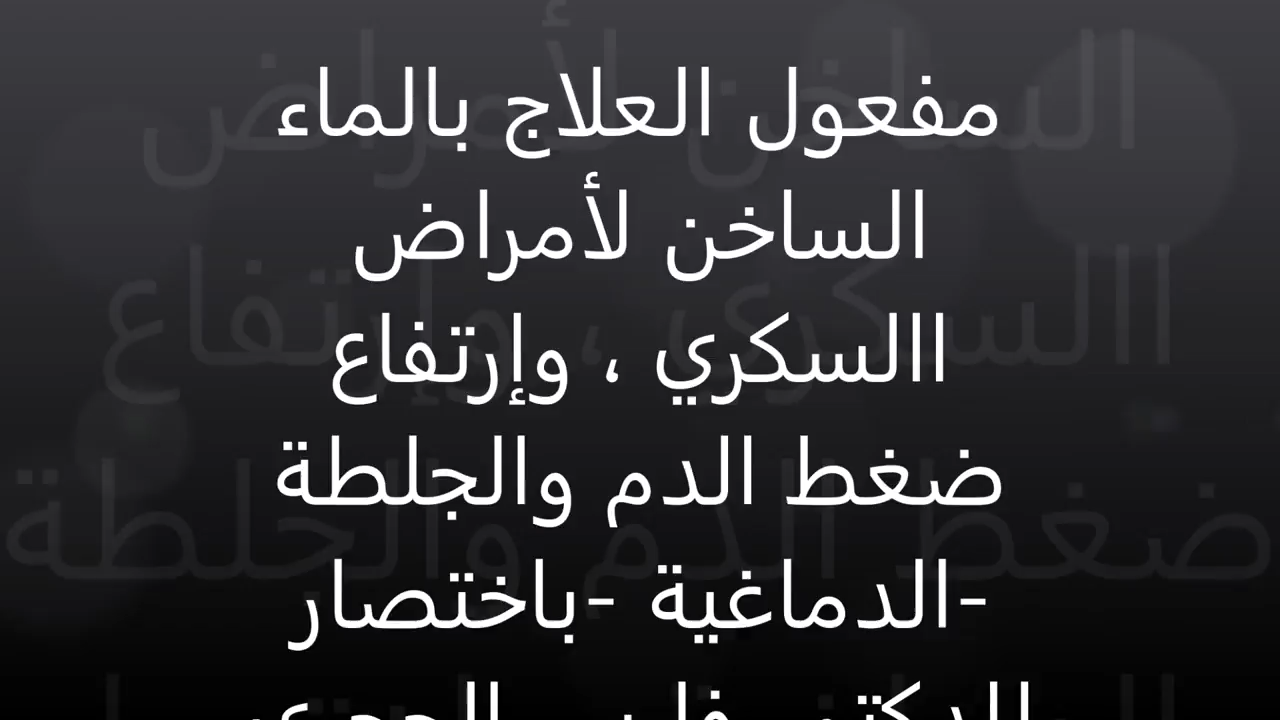 مفعول العلاج بالماء
الساخن لأمراض
االسكري ، وإرتفاع
ضغط الدم والجلطة
-الدماغية -باختصار